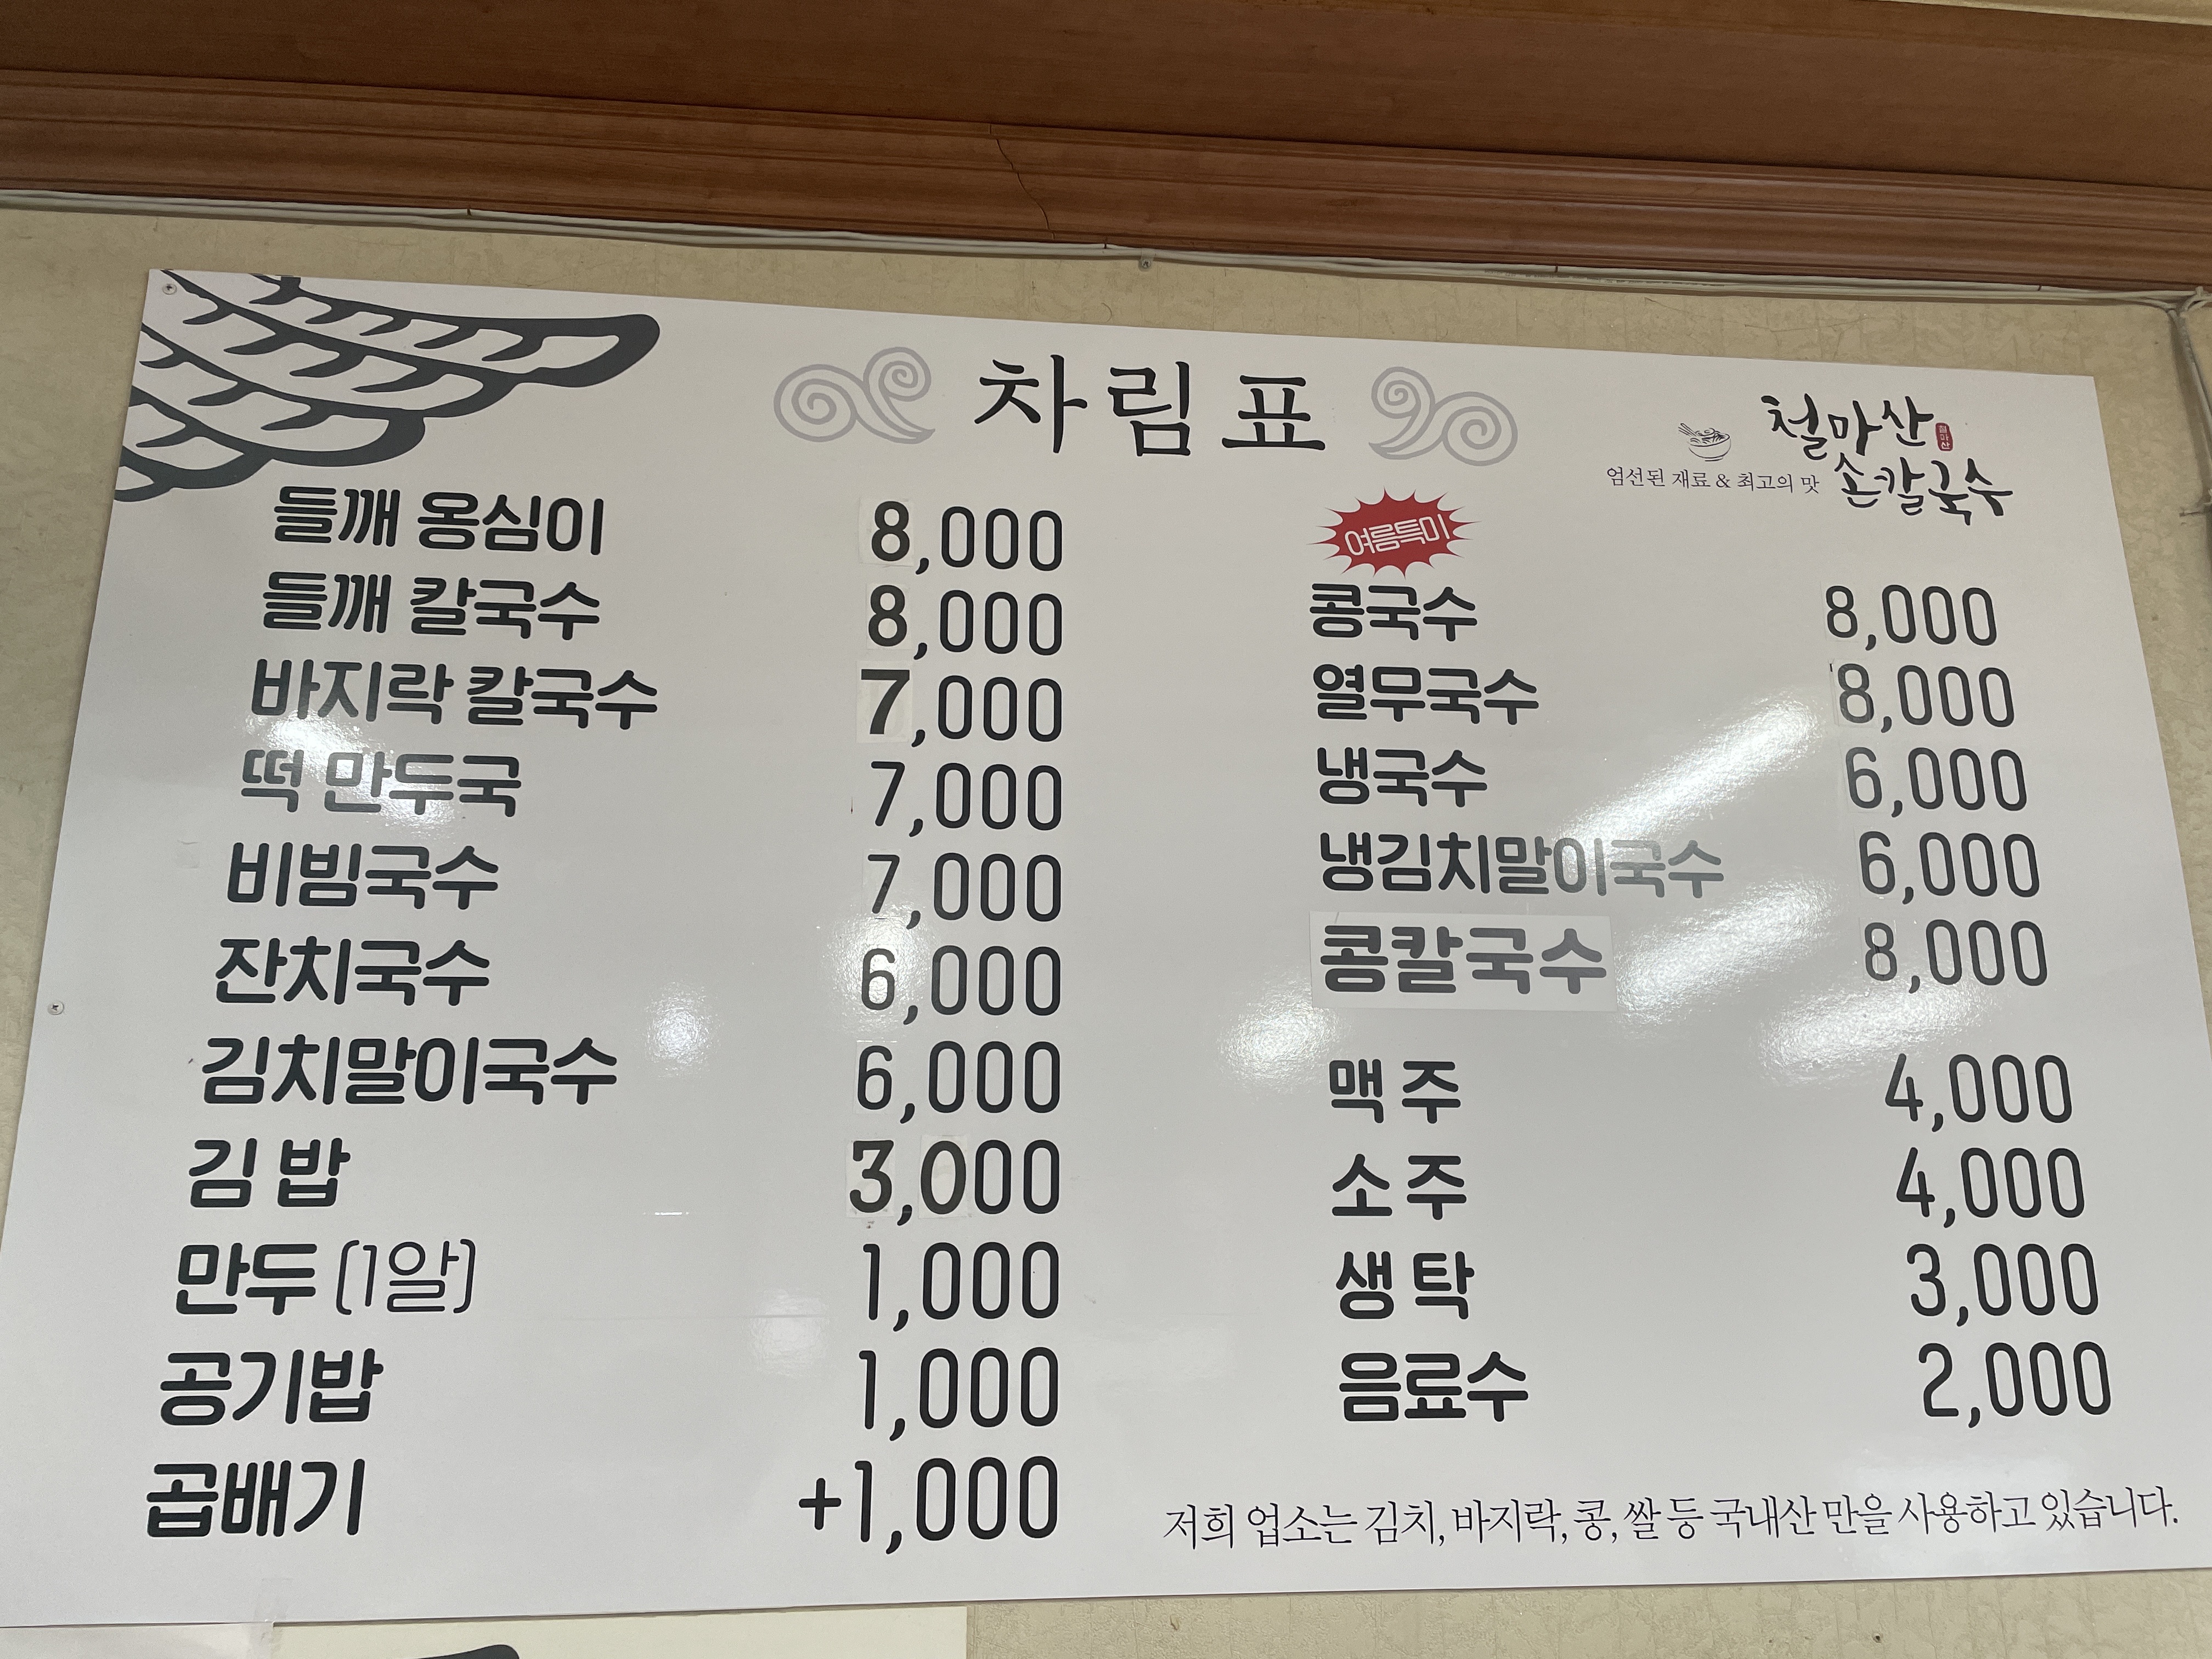 차림표
철마산
손칼국수
엄선된 재료 & 최고의 맛
들깨 옹심이 8,000
들깨 칼국수 8,000
바지락 칼국수 7,000
떡 만두국 7,000
비빔국수 7,000
잔치국수 6,000
김치말이국수 6,000
김 밥 3,000
만두 (1알) 1,000
공기밥 1,000
곱배기 +1,000
여름특미
콩국수 8,000
열무국수 8,000
냉국수 6,000
냉김치말이국수 6,000
콩칼국수 8,000
맥 주 4,000
소 주 4,000
생 탁 3,000
음료수 2,000
저희 업소는 김치, 바지락, 콩, 쌀 등 국내산 만을 사용하고 있습니다.